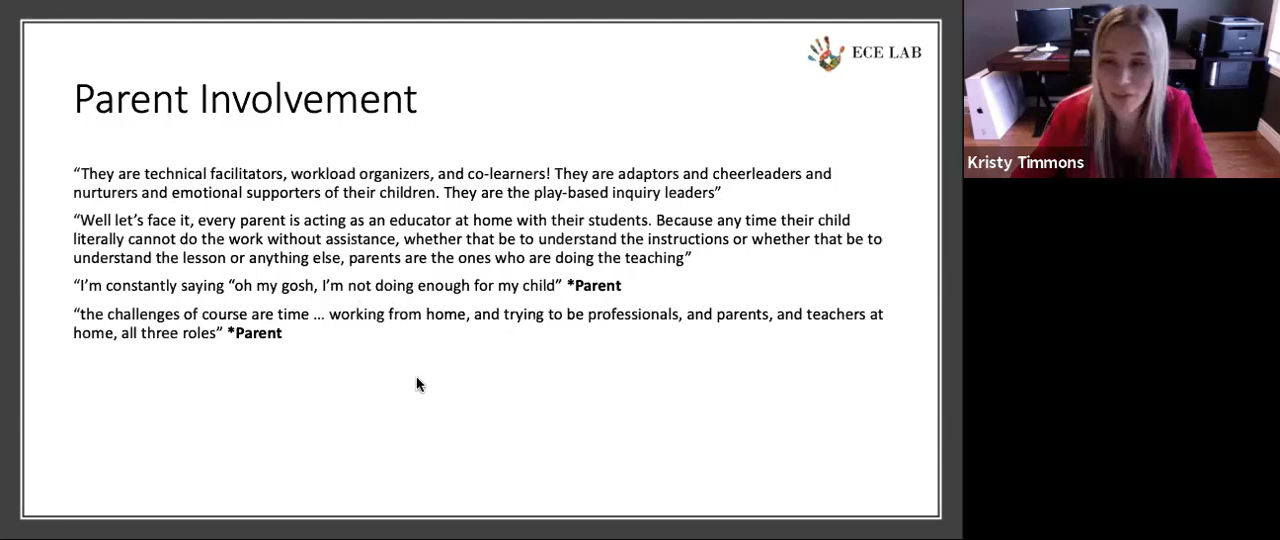 ECE LAB
Parent Involvement
“They are technical facilitators, workload organizers, and co-learners! They are adaptors and cheerleaders and
nurturers and emotional supporters of their children. They are the play-based inquiry leaders”
“Well let’s face it, every parent is acting as an educator at home with their students. Because any time their child
literally cannot do the work without assistance, whether that be to understand the instructions or whether that be to
understand the lesson or anything else, parents are the ones who are doing the teaching”
“I’m constantly saying “oh my gosh, I’m not doing enough for my child” *Parent
“the challenges of course are time … working from home, and trying to be professionals, and parents, and teachers at
home, all three roles” *Parent
Kristy Timmons